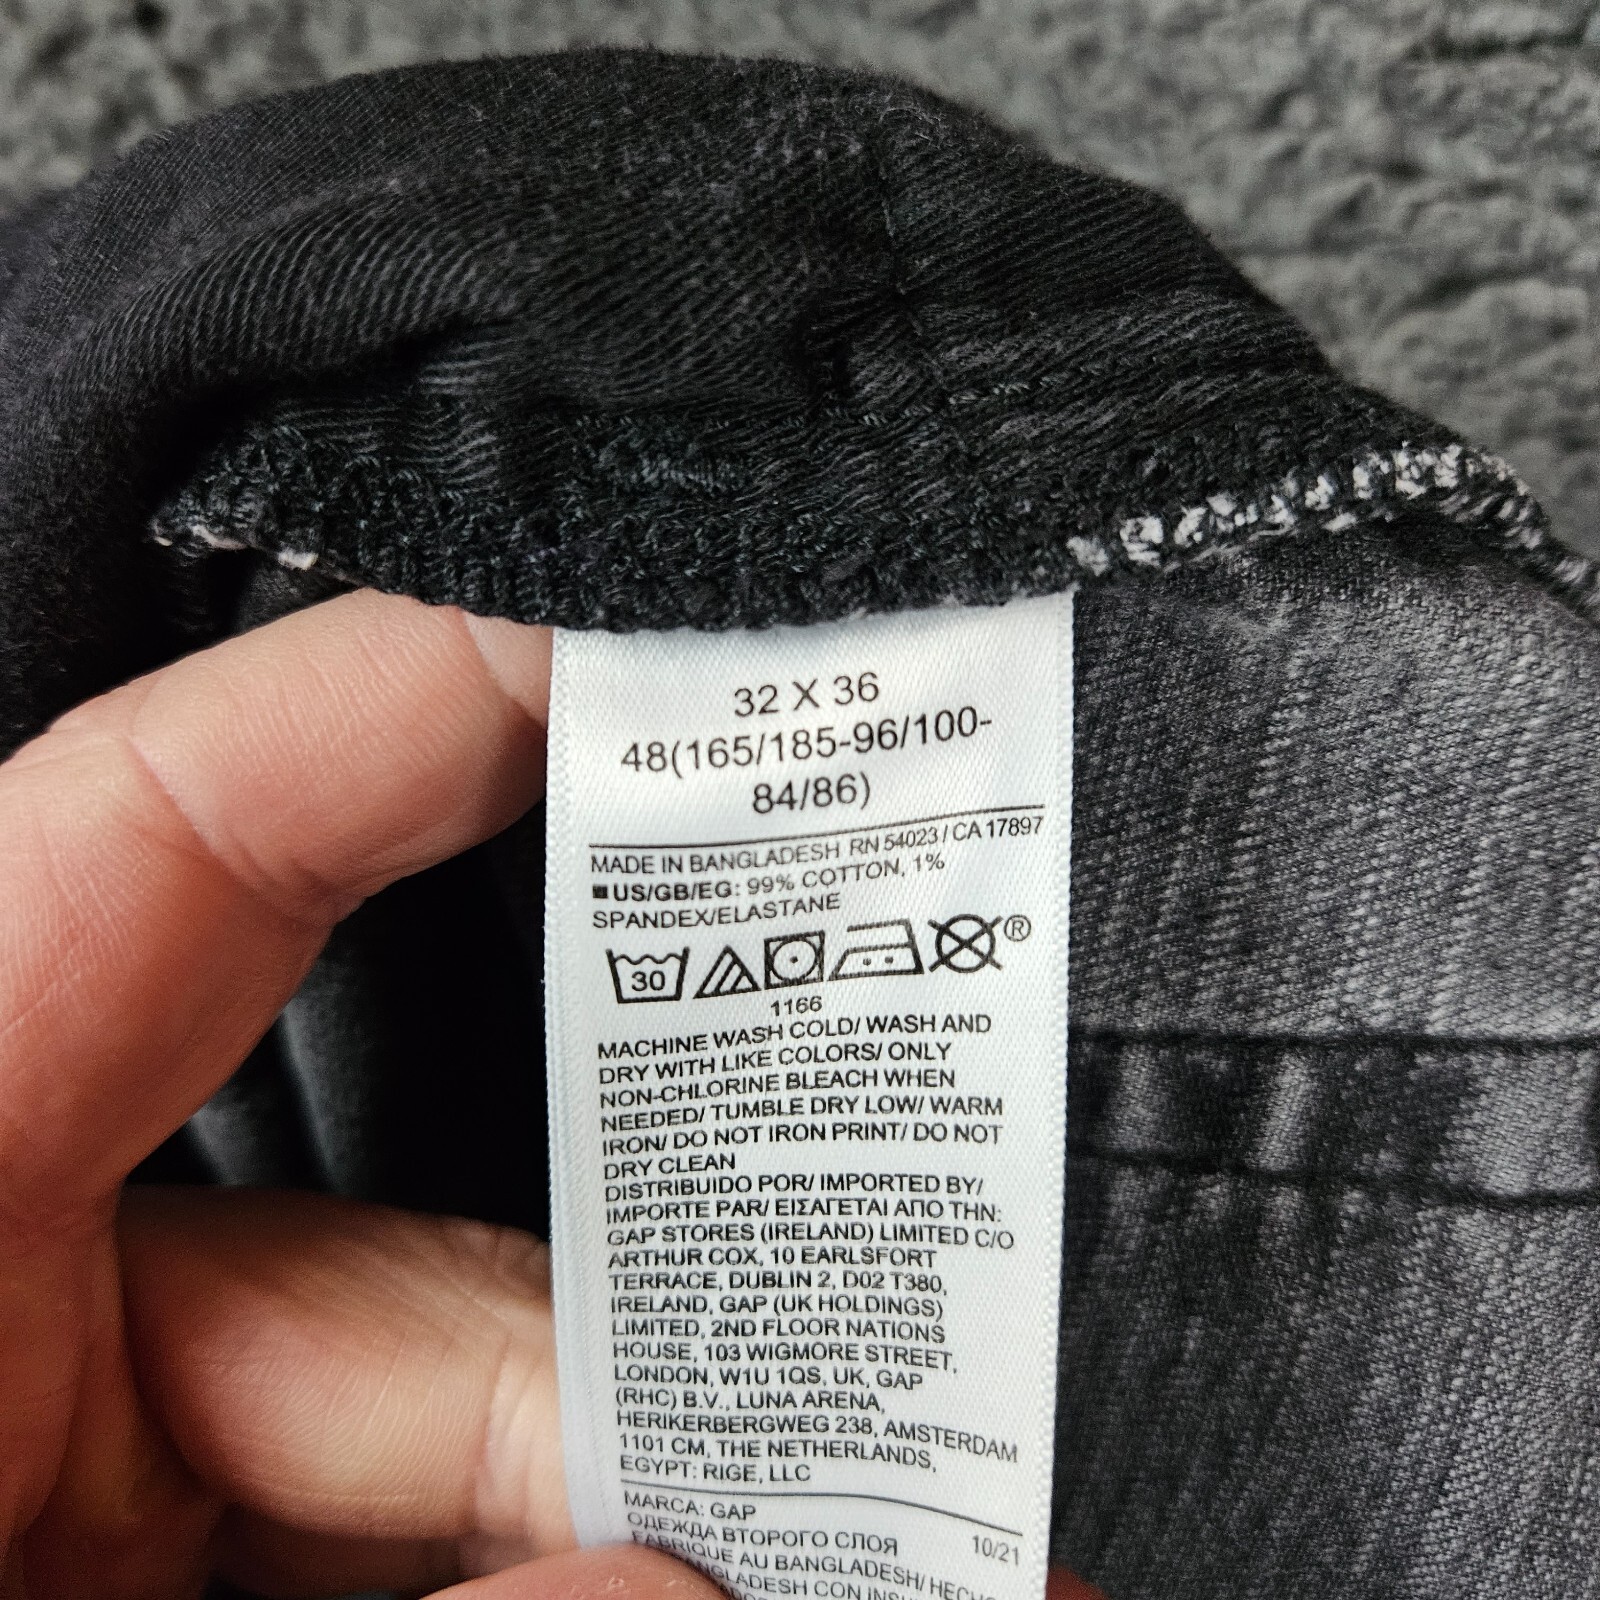 32 X 36
48(165/185-96/100-
84/86)
MADE IN BANGLADESH RN 54023 / CA 17897
■ US/GB/EG: 99% COTTON, 1%
SPANDEX/ELASTANE
30
®
1166
MACHINE WASH COLD/ WASH AND
DRY WITH LIKE COLORS/ ONLY
NON-CHLORINE BLEACH WHEN
NEEDED/ TUMBLE DRY LOW/ WARM
IRON/ DO NOT IRON PRINT/ DO NOT
DRY CLEAN
DISTRIBUIDO POR/ IMPORTED BY/
IMPORTE PAR/ ΕΙΣΑΓΕΤΑΙ ΑΠΟ ΤΗΝ:
GAP STORES (IRELAND) LIMITED C/O
ARTHUR COX, 10 EARLSFORT
TERRACE, DUBLIN 2, D02 T380,
IRELAND, GAP (UK HOLDINGS)
LIMITED, 2ND FLOOR NATIONS
HOUSE, 103 WIGMORE STREET,
LONDON, W1U 1QS, UK, GAP
(RHC) B.V., LUNA ARENA,
HERIKERBERGWEG 238, AMSTERDAM
1101 CM, THE NETHERLANDS,
EGYPT: RIGE, LLC
MARCA: GAP
ОДЕЖДА ВТОРОГО СЛОЯ 10/21
FABRIQUE AU BANGLADESH/ HECHO
CON